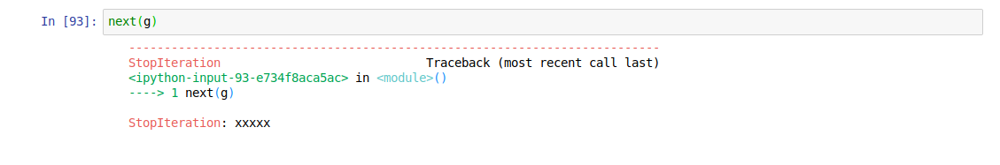 In [93]: next(g)
---------------------------------------------------------------------------
StopIteration                             Traceback (most recent call last)
<ipython-input-93-e734f8aca5ac> in <module>()
----> 1 next(g)
StopIteration: xxxxx